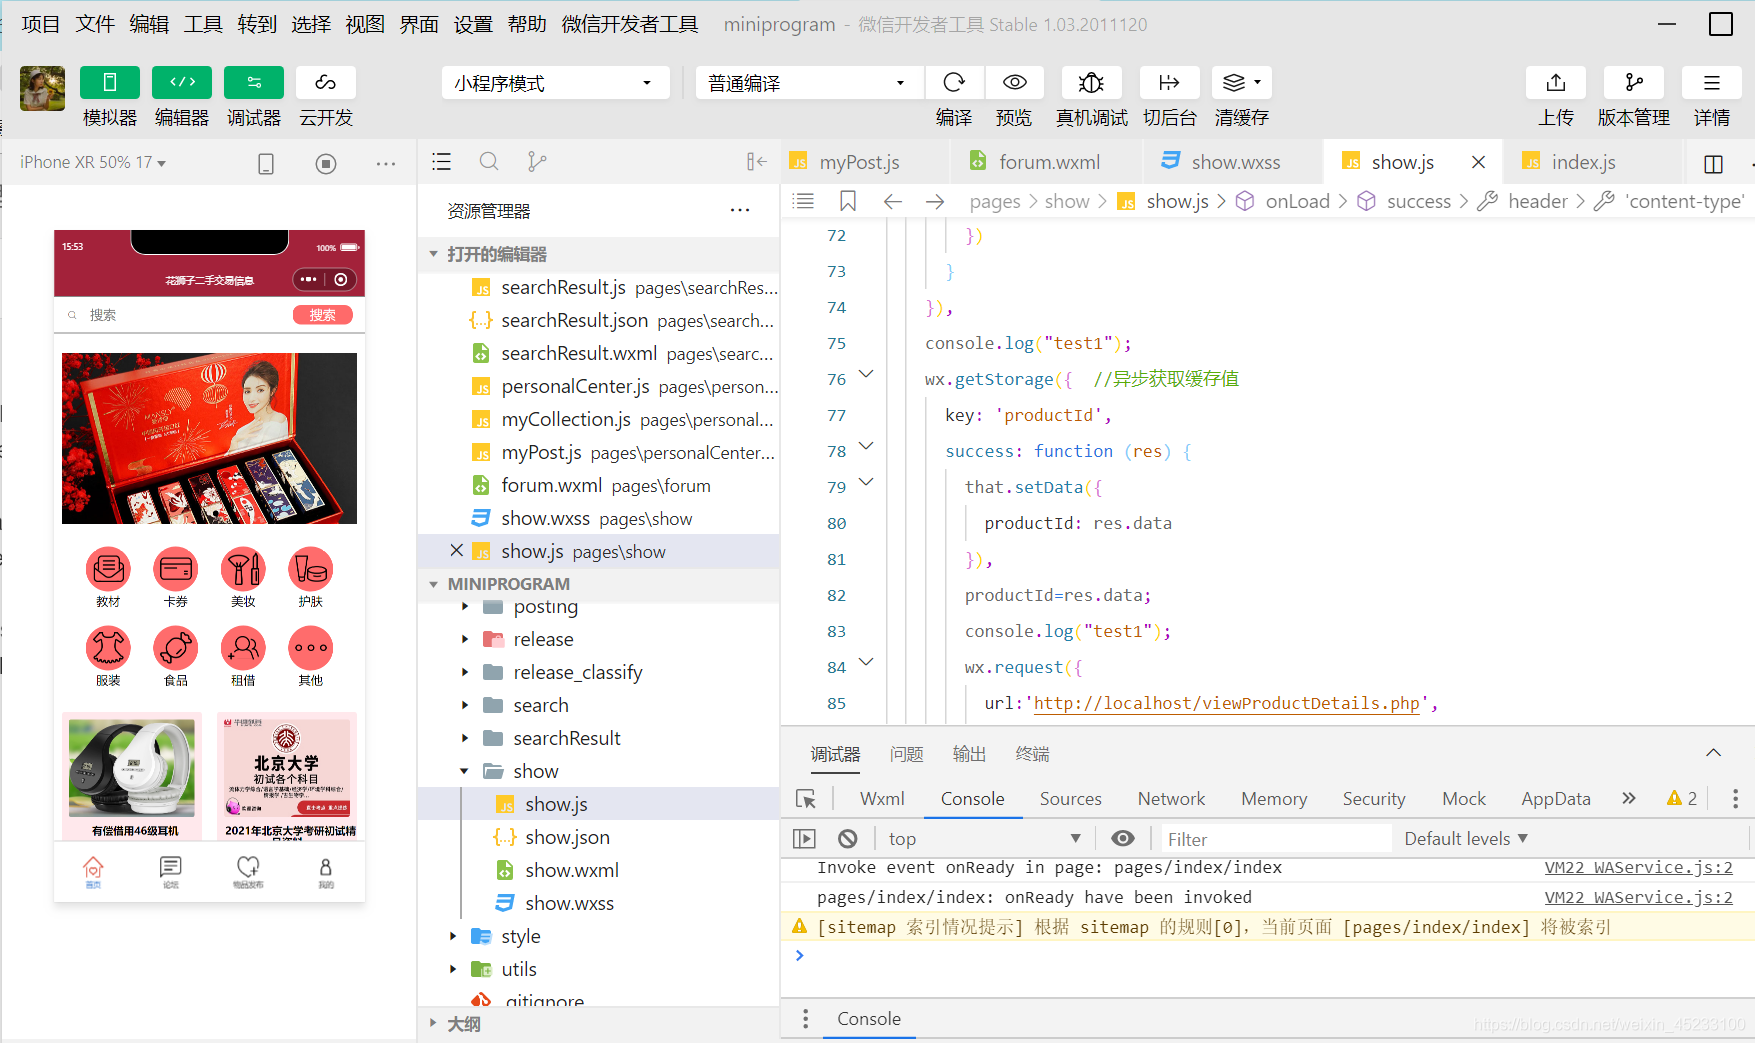 项目 文件 编辑 工具 转到 选择 视图 界面 设置 帮助 微信开发者工具 miniprogram - 微信开发者工具 Stable 1.03.2011120
模拟器 编辑器 调试器 云开发
小程序模式
普通编译
编译 预览 真机调试 切后台 清缓存
上传 版本管理 详情
iPhone XR 50% 17
15:53
100%
花狮子二手交易信息
搜索
搜索
教材 卡券 美妆 护肤
服装 食品 租借 其他
北京大学
初试各个科目
有偿借用46级耳机
2021年北京大学考研初试精
首页 论坛 物品发布 我的
资源管理器
打开的编辑器
searchResult.js pages\searchRes...
searchResult.json pages\search...
searchResult.wxml pages\searc...
personalCenter.js pages\person...
myCollection.js pages\personal...
myPost.js pages\personalCenter...
forum.wxml pages\forum
show.wxss pages\show
show.js pages\show
MINIPROGRAM
posting
release
release_classify
search
searchResult
show
show.js
show.json
show.wxml
show.wxss
style
utils
.gitignore
大纲
myPost.js forum.wxml show.wxss show.js index.js
pages > show > show.js > onLoad > success > header > 'content-type'
72 })
73 }
74 }),
75 console.log("test1");
76 wx.getStorage({ //异步获取缓存值
77 key: 'productId',
78 success: function (res) {
79 that.setData({
80 productId: res.data
81 }),
82 productId=res.data;
83 console.log("test1");
84 wx.request({
85 url:'http://localhost/viewProductDetails.php',
调试器 问题 输出 终端
Wxml Console Sources Network Memory Security Mock AppData » 2
top Filter Default levels
Invoke event onReady in page: pages/index/index VM22 WAService.js:2
pages/index/index: onReady have been invoked VM22 WAService.js:2
[sitemap 索引情况提示] 根据 sitemap 的规则[0]，当前页面 [pages/index/index] 将被索引
Console
https://blog.csdn.net/weixin_45233100